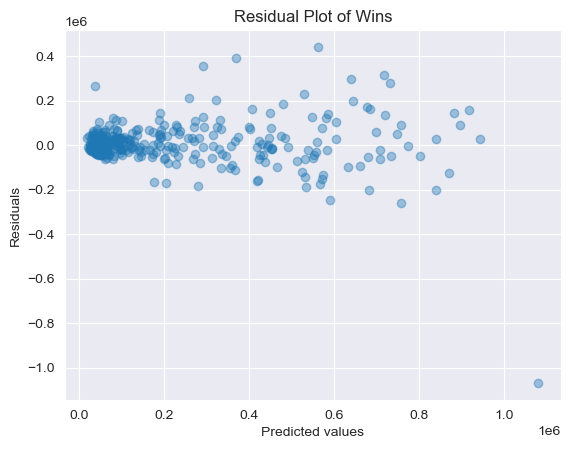 Residual Plot of Wins
1e6
0.4
0.2
0.0
−0.2
−0.4
−0.6
−0.8
−1.0
Residuals
0.0 0.2 0.4 0.6 0.8 1.0
Predicted values
1e6